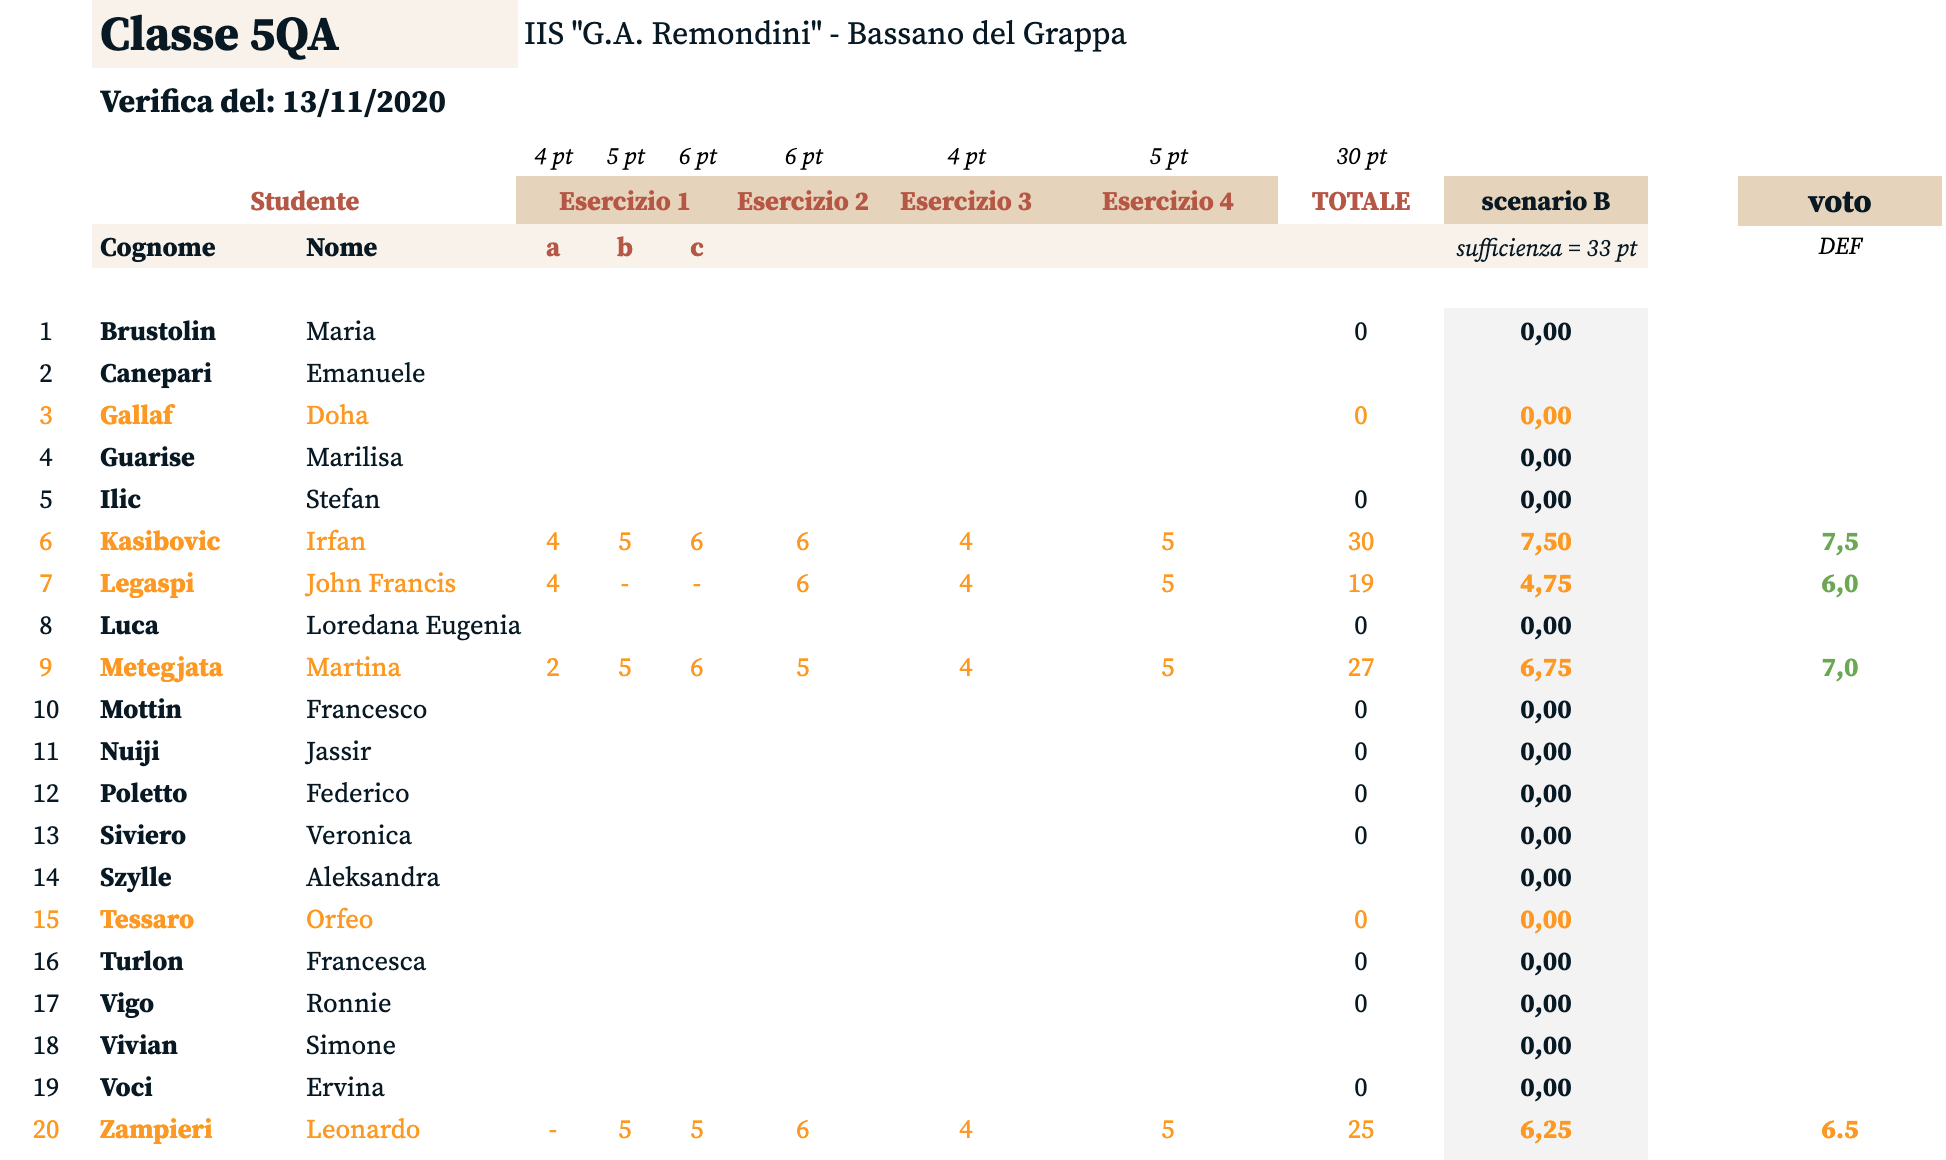 Classe 5QA IIS "G.A. Remondini" - Bassano del Grappa
Verifica del: 13/11/2020
4 pt 5 pt 6 pt 6 pt 4 pt 5 pt 30 pt
Studente Esercizio 1 Esercizio 2 Esercizio 3 Esercizio 4 TOTALE scenario B voto
Cognome Nome a b c sufficienza = 33 pt DEF
1 Brustolin Maria 0 0,00
2 Canepari Emanuele
3 Gallaf Doha 0 0,00
4 Guarise Marilisa 0,00
5 Ilic Stefan 0 0,00
6 Kasibovic Irfan 4 5 6 6 4 5 30 7,50 7,5
7 Legaspi John Francis 4 - - 6 4 5 19 4,75 6,0
8 Luca Loredana Eugenia 0 0,00
9 Metegjata Martina 2 5 6 5 4 5 27 6,75 7,0
10 Mottin Francesco 0 0,00
11 Nuiji Jassir 0 0,00
12 Poletto Federico 0 0,00
13 Siviero Veronica 0 0,00
14 Szylle Aleksandra 0,00
15 Tessaro Orfeo 0 0,00
16 Turlon Francesca 0 0,00
17 Vigo Ronnie 0 0,00
18 Vivian Simone 0,00
19 Voci Ervina 0 0,00
20 Zampieri Leonardo - 5 5 6 4 5 25 6,25 6.5